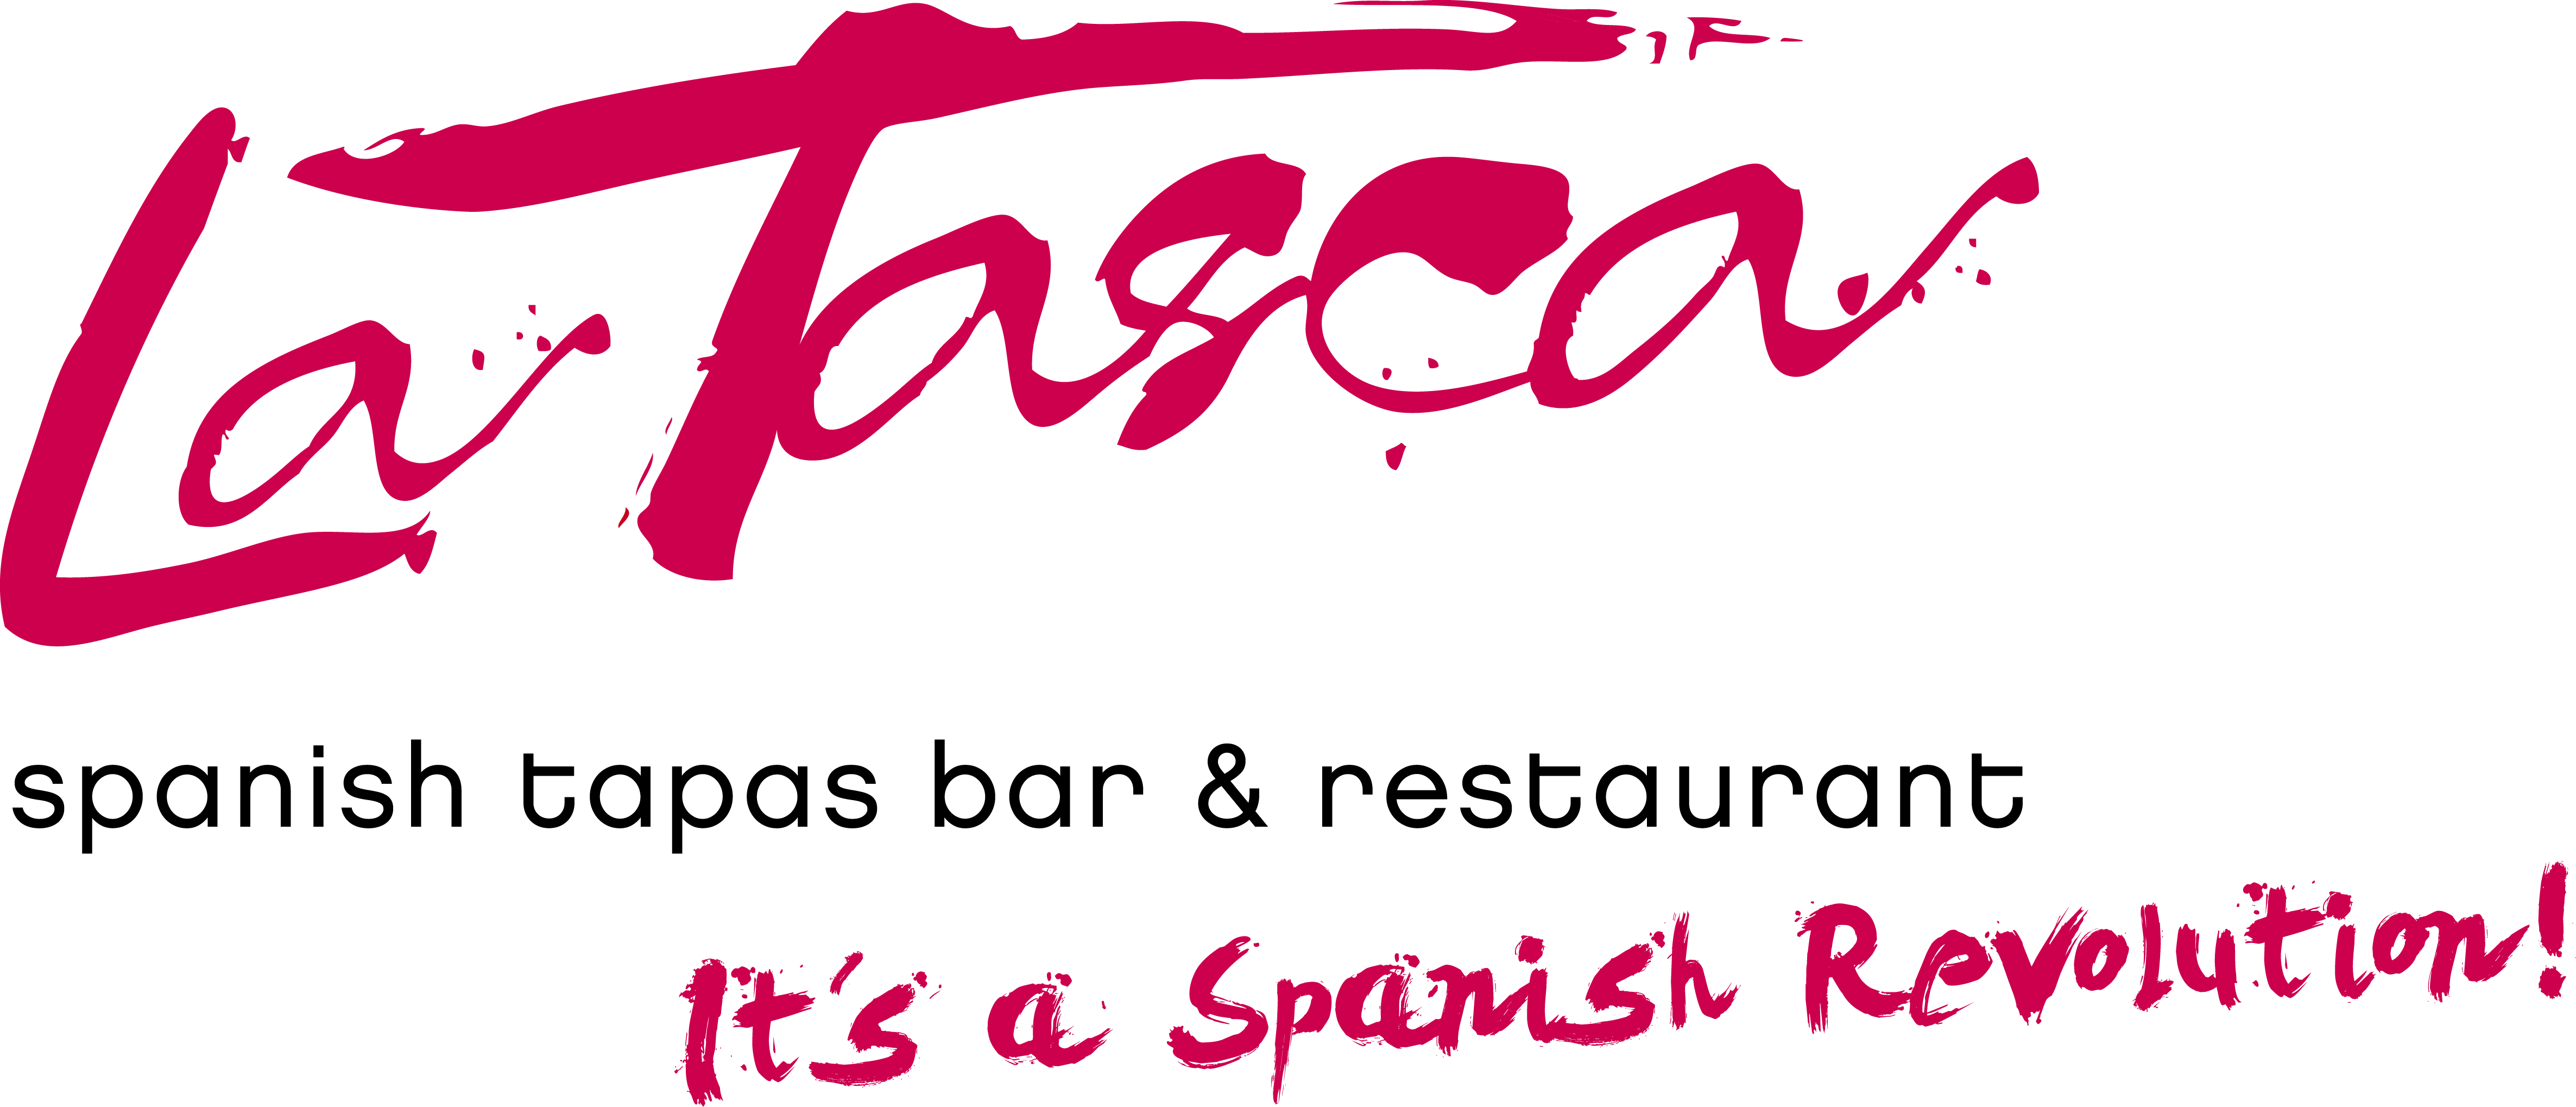 La Tasca
spanish tapas bar & restaurant
It's a Spanish Revolution!